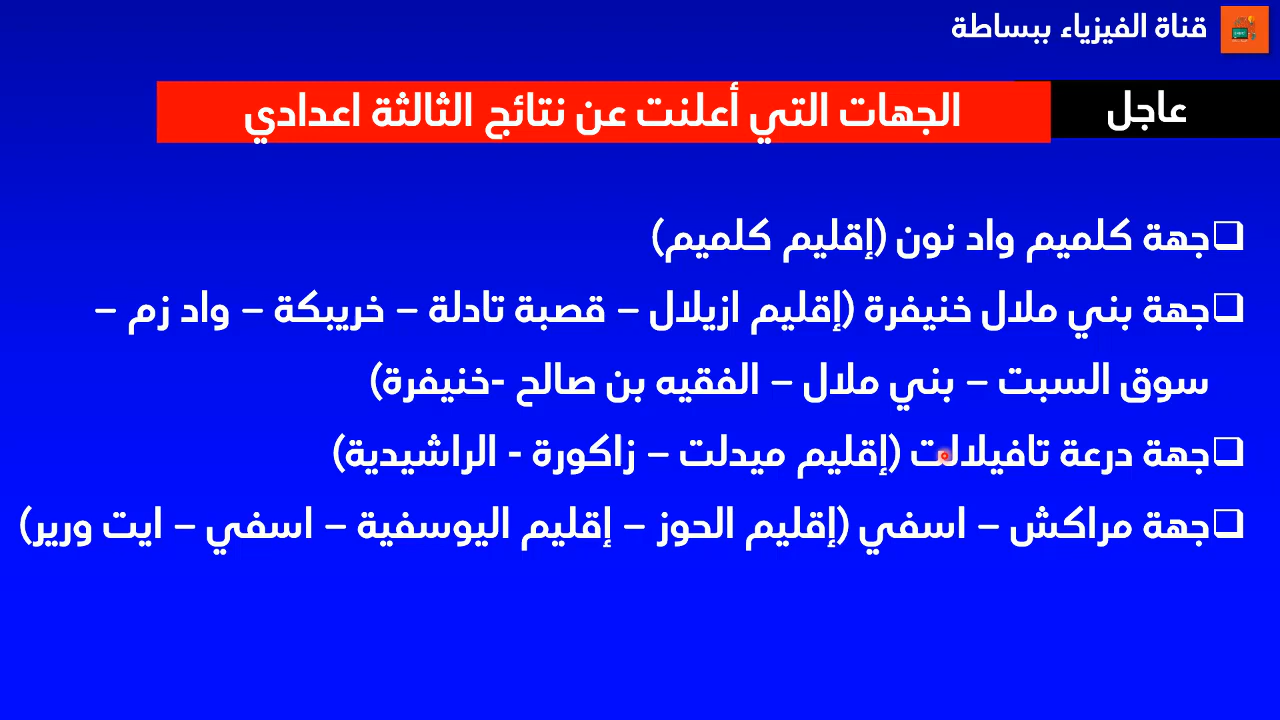 قناة الفيزياء ببساطة
عاجل
الجهات التي أعلنت عن نتائج الثالثة اعدادي
جهة كلميم واد نون (إقليم كلميم)
جهة بني ملال خنيفرة (إقليم ازيلال – قصبة تادلة – خريبكة – واد زم –
سوق السبت – بني ملال – الفقيه بن صالح -خنيفرة)
جهة درعة تافيلالت (إقليم ميدلت – زاكورة - الراشيدية)
جهة مراكش – اسفي (إقليم الحوز – إقليم اليوسفية – اسفي – ايت ورير)